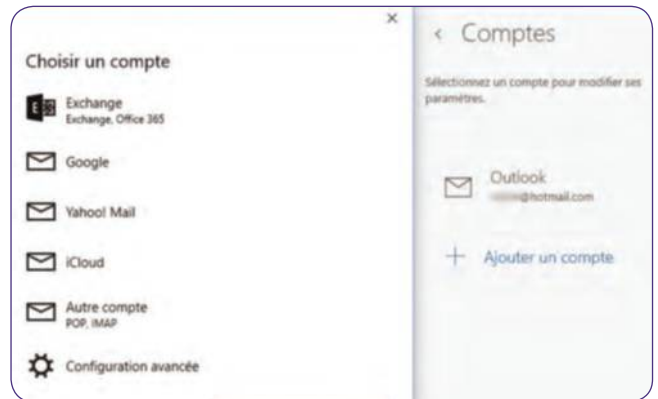 Choisir un compte
Exchange
Exchange, Office 365
Google
Yahoo! Mail
iCloud
Autre compte
POP, IMAP
Configuration avancée
Comptes
Sélectionnez un compte pour modifier ses
paramètres.
Outlook
@hotmail.com
Ajouter un compte